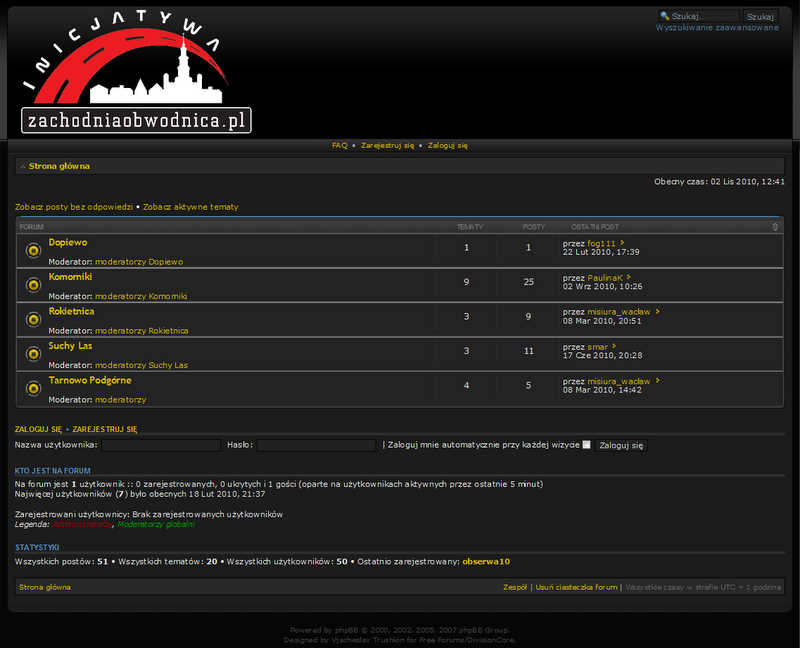 INICJATYWA
zachodniaobwodnica.pl
Szukaj… Szukaj
Wyszukiwanie zaawansowane
FAQ • Zarejestruj się • Zaloguj się
Strona główna
Obecny czas: 02 Lis 2010, 12:41
Zobacz posty bez odpowiedzi • Zobacz aktywne tematy
FORUM TEMATY POSTY OSTATNI POST
Dopiewo 1 1 przez fog111
22 Lut 2010, 17:39
Moderator: moderatorzy Dopiewo
Komorniki 9 25 przez PaulinaK
02 Wrz 2010, 10:26
Moderator: moderatorzy Komorniki
Rokietnica 3 9 przez misiura_wacław
08 Mar 2010, 20:51
Moderator: moderatorzy Rokietnica
Suchy Las 3 11 przez smar
17 Cze 2010, 20:28
Moderator: moderatorzy Suchy Las
Tarnowo Podgórne 4 5 przez misiura_wacław
08 Mar 2010, 14:42
Moderator: moderatorzy
ZALOGUJ SIĘ • ZAREJESTRUJ SIĘ
Nazwa użytkownika: Hasło: | Zaloguj mnie automatycznie przy każdej wizycie Zaloguj się
KTO JEST NA FORUM
Na forum jest 1 użytkownik :: 0 zarejestrowanych, 0 ukrytych i 1 gości (oparte na użytkownikach aktywnych przez ostatnie 5 minut)
Najwięcej użytkowników (7) było obecnych 18 Lut 2010, 21:37
Zarejestrowani użytkownicy: Brak zarejestrowanych użytkowników
Legenda: Administratorzy, Moderatorzy globalni
STATYSTYKI
Wszystkich postów: 51 • Wszystkich tematów: 20 • Wszystkich użytkowników: 50 • Ostatnio zarejestrowany: obserwa10
Strona główna Zespół | Usuń ciasteczka forum | Wszystkie czasy w strefie UTC + 1 godzina
Powered by phpBB © 2000, 2002, 2005, 2007 phpBB Group.
Designed by Vjacheslav Trushkin for Free Forums/DivisionCore.